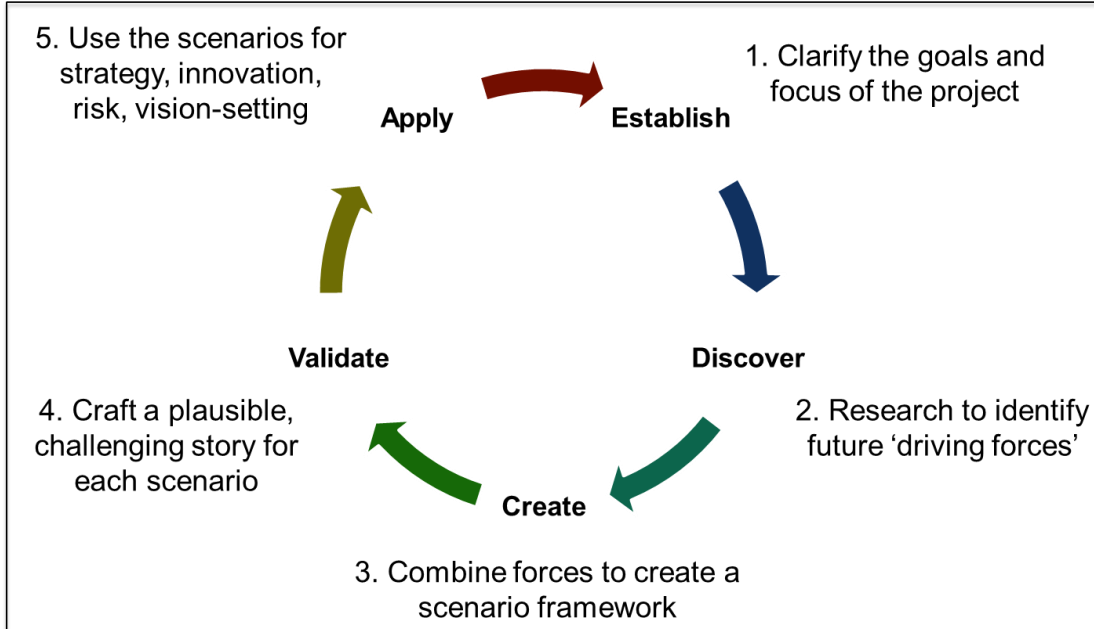 1. Clarify the goals and
focus of the project
Establish
Discover
2. Research to identify
future ‘driving forces’
Create
3. Combine forces to create a
scenario framework
Validate
4. Craft a plausible,
challenging story for
each scenario
5. Use the scenarios for
strategy, innovation,
risk, vision-setting
Apply